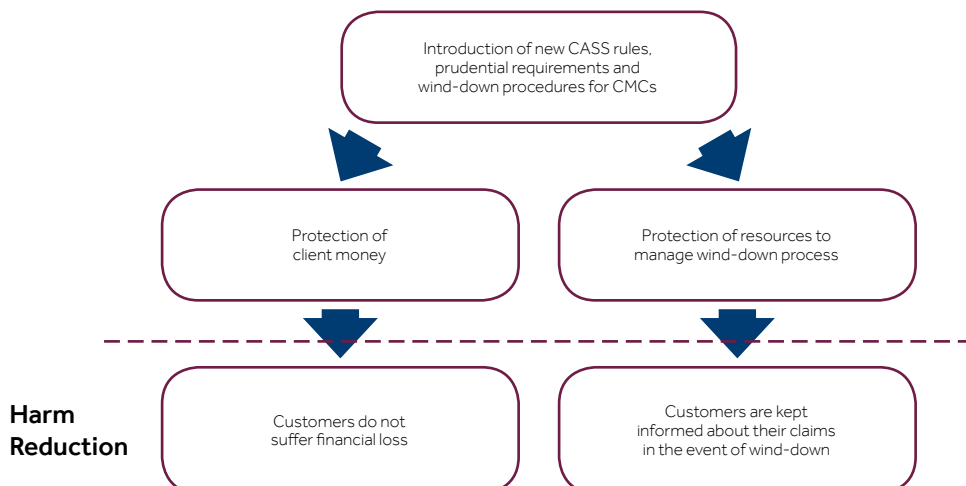 Introduction of new CASS rules,
prudential requirements and
wind-down procedures for CMCs
Protection of
client money
Protection of resources to
manage wind-down process
Harm
Reduction
Customers do not
suffer financial loss
Customers are kept
informed about their claims
in the event of wind-down